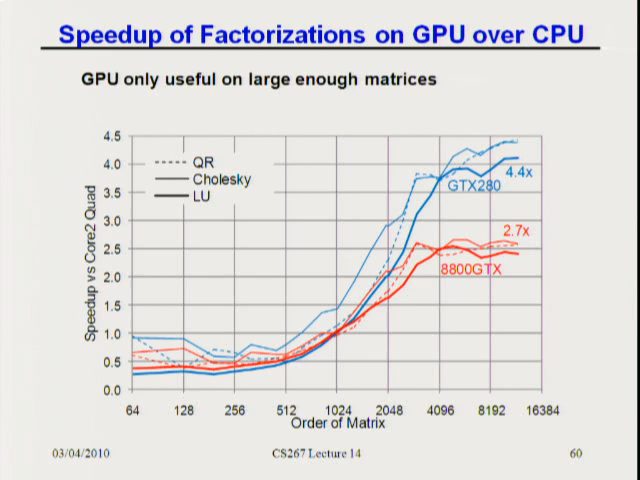 Speedup of Factorizations on GPU over CPU
GPU only useful on large enough matrices
4.5
4.0
3.5
3.0
2.5
2.0
1.5
1.0
0.5
0.0
Speedup vs Core2 Quad
QR
Cholesky
LU
4.4x
GTX280
2.7x
8800GTX
64 128 256 512 1024 2048 4096 8192 16384
Order of Matrix
03/04/2010 CS267 Lecture 14 60